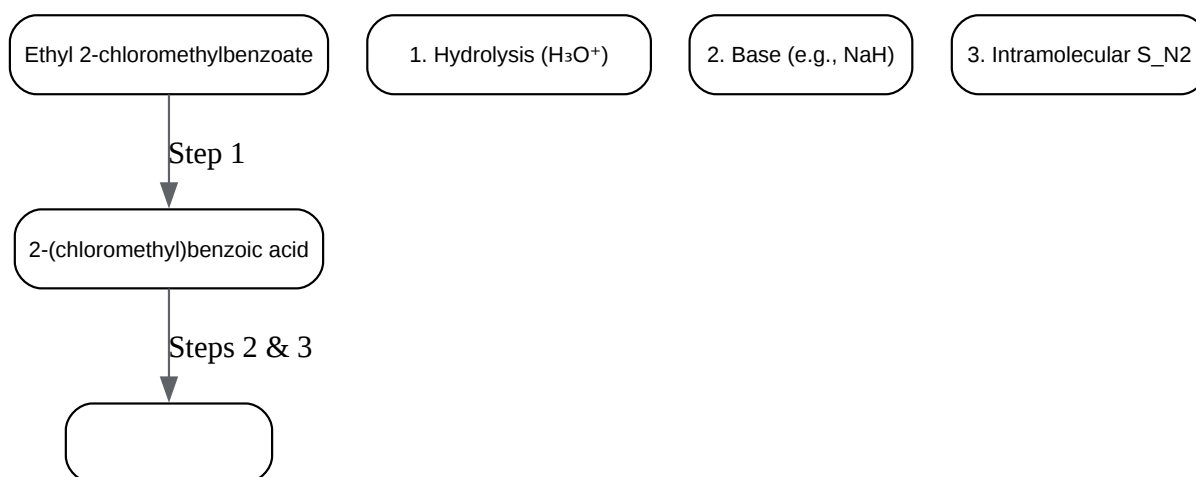 Ethyl 2-chloromethylbenzoate
1. Hydrolysis (H₃O⁺)
2. Base (e.g., NaH)
3. Intramolecular S_N2
Step 1
2-(chloromethyl)benzoic acid
Steps 2 & 3